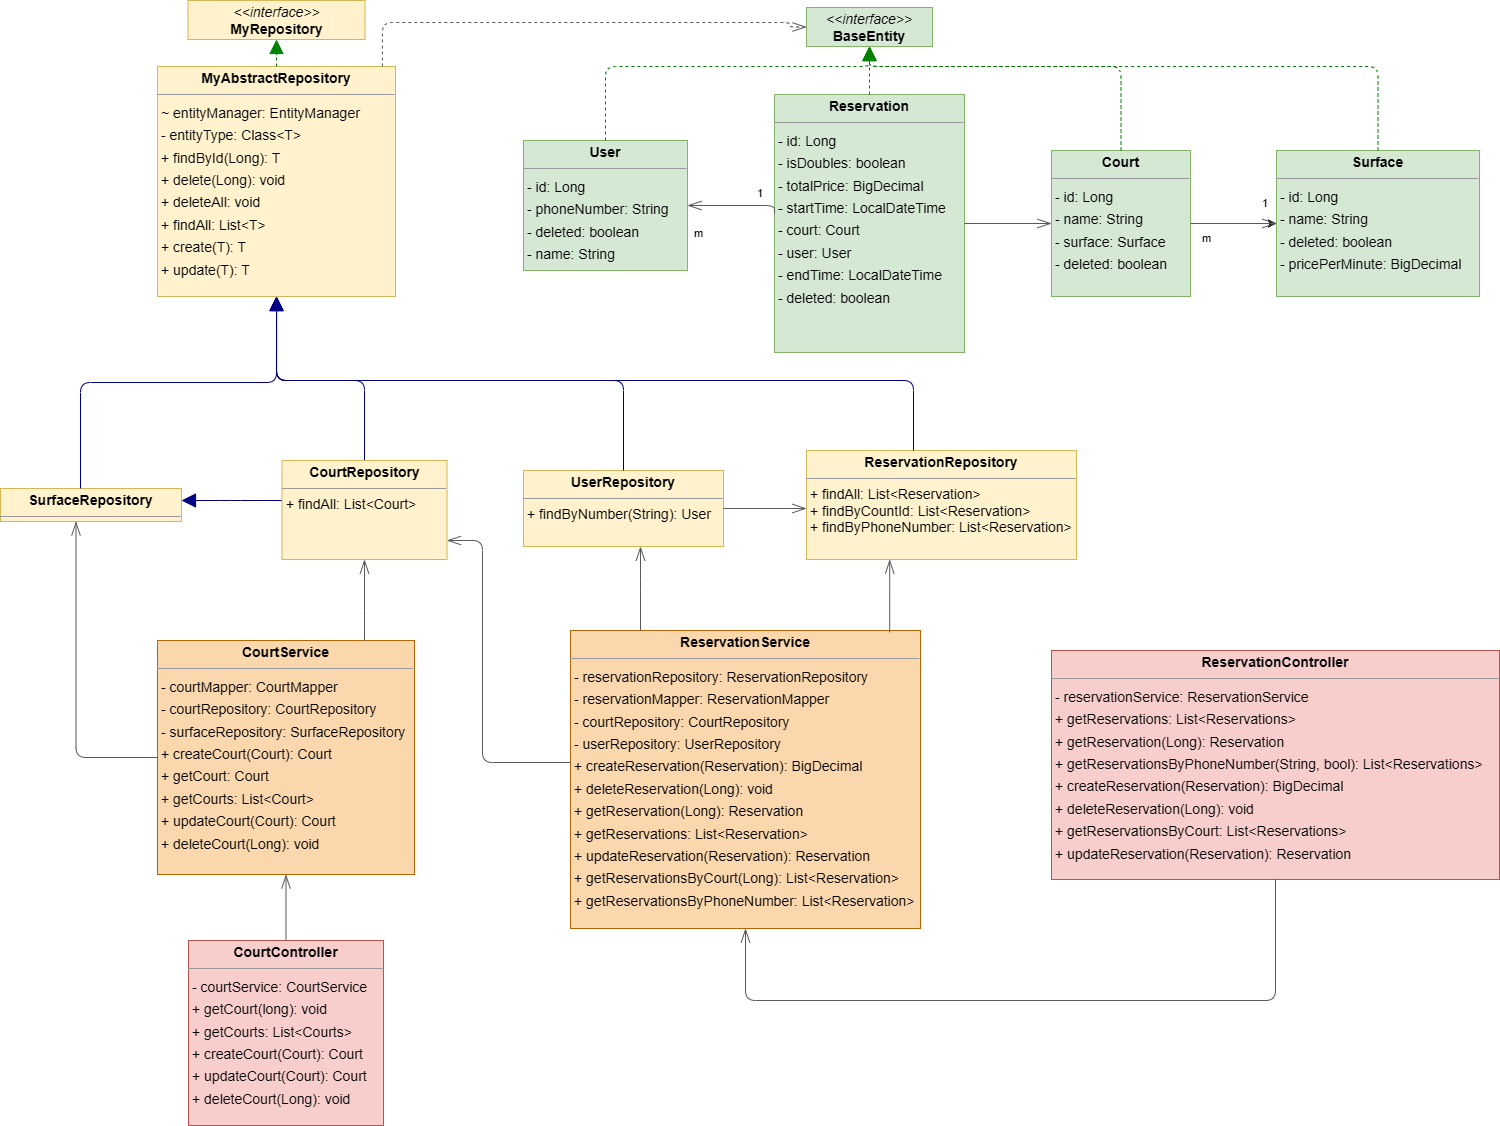 <<interface>>
MyRepository
<<interface>>
BaseEntity
MyAbstractRepository
~ entityManager: EntityManager
- entityType: Class<T>
+ findById(Long): T
+ delete(Long): void
+ deleteAll: void
+ findAll: List<T>
+ create(T): T
+ update(T): T
User
- id: Long
- phoneNumber: String
- deleted: boolean
- name: String
1
m
Reservation
- id: Long
- isDoubles: boolean
- totalPrice: BigDecimal
- startTime: LocalDateTime
- court: Court
- user: User
- endTime: LocalDateTime
- deleted: boolean
Court
- id: Long
- name: String
- surface: Surface
- deleted: boolean
1
m
Surface
- id: Long
- name: String
- deleted: boolean
- pricePerMinute: BigDecimal
SurfaceRepository
CourtRepository
+ findAll: List<Court>
UserRepository
+ findByNumber(String): User
ReservationRepository
+ findAll: List<Reservation>
+ findByCountId: List<Reservation>
+ findByPhoneNumber: List<Reservation>
CourtService
- courtMapper: CourtMapper
- courtRepository: CourtRepository
- surfaceRepository: SurfaceRepository
+ createCourt(Court): Court
+ getCourt: Court
+ getCourts: List<Court>
+ updateCourt(Court): Court
+ deleteCourt(Long): void
ReservationService
- reservationRepository: ReservationRepository
- reservationMapper: ReservationMapper
- courtRepository: CourtRepository
- userRepository: UserRepository
+ createReservation(Reservation): BigDecimal
+ deleteReservation(Long): void
+ getReservation(Long): Reservation
+ getReservations: List<Reservation>
+ updateReservation(Reservation): Reservation
+ getReservationsByCourt(Long): List<Reservation>
+ getReservationsByPhoneNumber: List<Reservation>
ReservationController
- reservationService: ReservationService
+ getReservations: List<Reservations>
+ getReservation(Long): Reservation
+ getReservationsByPhoneNumber(String, bool): List<Reservations>
+ createReservation(Reservation): BigDecimal
+ deleteReservation(Long): void
+ getReservationsByCourt: List<Reservations>
+ updateReservation(Reservation): Reservation
CourtController
- courtService: CourtService
+ getCourt(long): void
+ getCourts: List<Courts>
+ createCourt(Court): Court
+ updateCourt(Court): Court
+ deleteCourt(Long): void